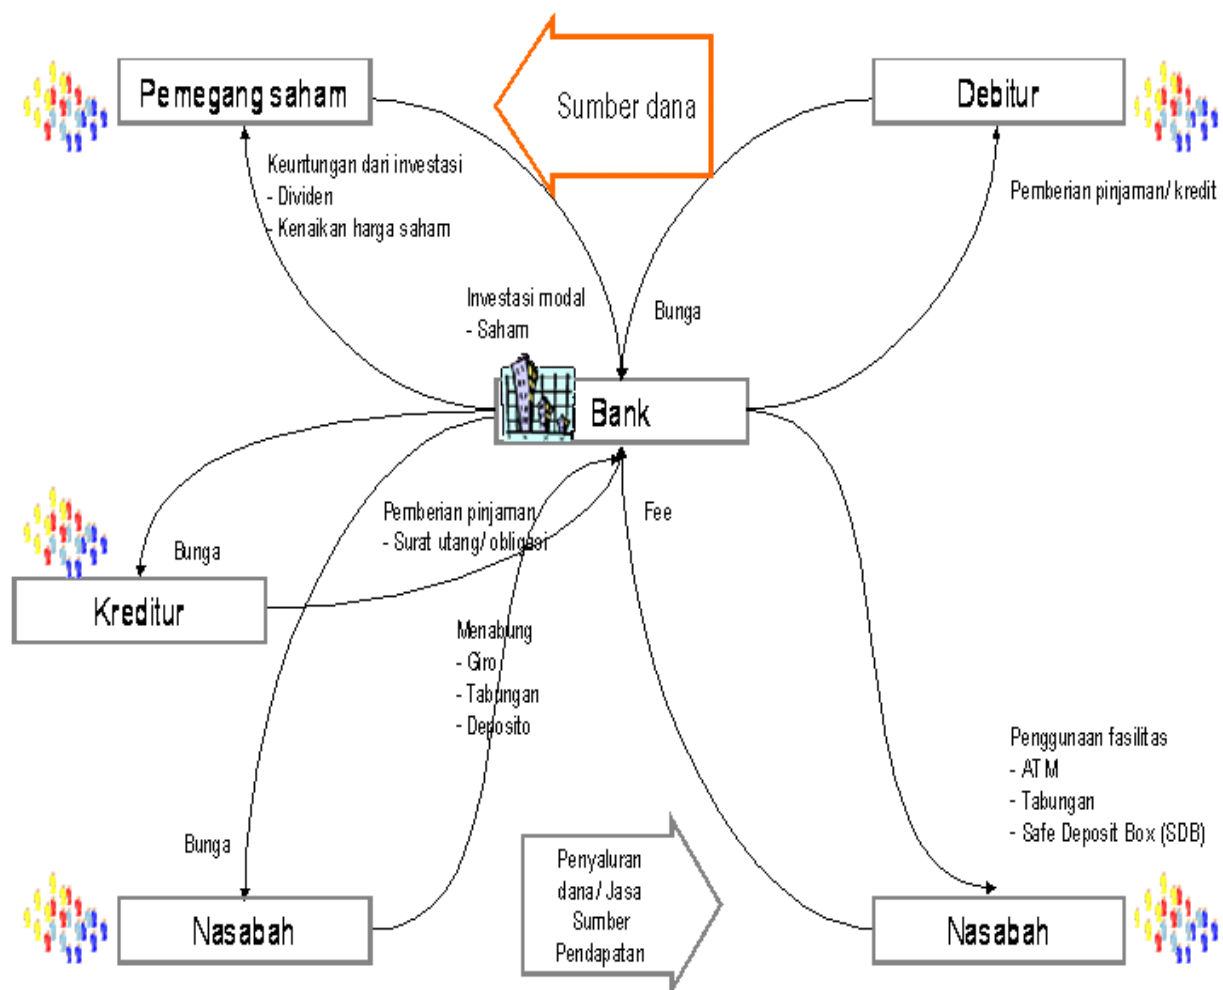 Pemegang saham
Sumber dana
Debitur
Keuntungan dari investasi
- Dividen
- Kenaikan harga saham
Pemberian pinjaman/ kredit
Investasi modal
- Saham
Bunga
Bank
Pemberian pinjaman
- Surat utang/ obligasi
Fee
Bunga
Kreditur
Menabung
- Giro
- Tabungan
- Deposito
Penggunaan fasilitas
- ATM
- Tabungan
- Safe Deposit Box (SDB)
Bunga
Penyaluran
dana/ Jasa
Sumber
Pendapatan
Nasabah
Nasabah